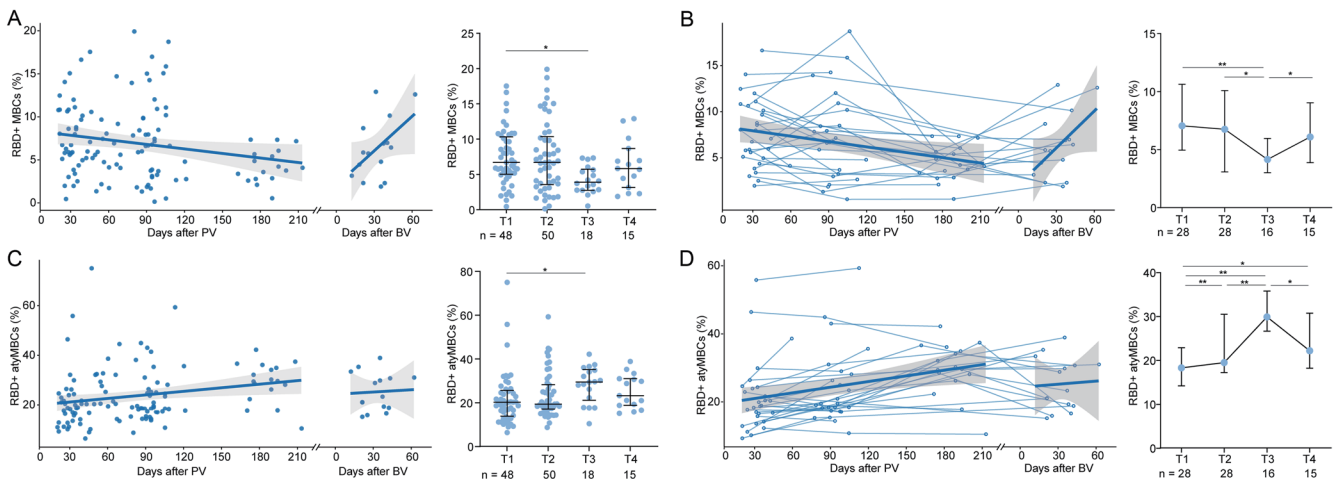 A
RBD+ MBCs (%)
20
15
10
5
0
0 30 60 90 120 150 180 210 0 30 60
Days after PV Days after BV
*
RBD+ MBCs (%)
25
20
15
10
5
0
T1 T2 T3 T4
n = 48 50 18 15
B
RBD+ MBCs (%)
20
15
10
5
0 30 60 90 120 150 180 210 0 30 60
Days after PV Days after BV
**
* *
RBD+ MBCs (%)
15
10
5
0
T1 T2 T3 T4
n = 28 28 16 15
C
RBD+ atyMBCs (%)
80
60
40
20
0 30 60 90 120 150 180 210 0 30 60
Days after PV Days after BV
*
RBD+ atyMBCs (%)
80
60
40
20
0
T1 T2 T3 T4
n = 48 50 18 15
D
RBD+ atyMBCs (%)
60
40
20
0 30 60 90 120 150 180 210 0 30 60
Days after PV Days after BV
*
**
** ** *
RBD+ atyMBCs (%)
40
30
20
10
0
T1 T2 T3 T4
n = 28 28 16 15